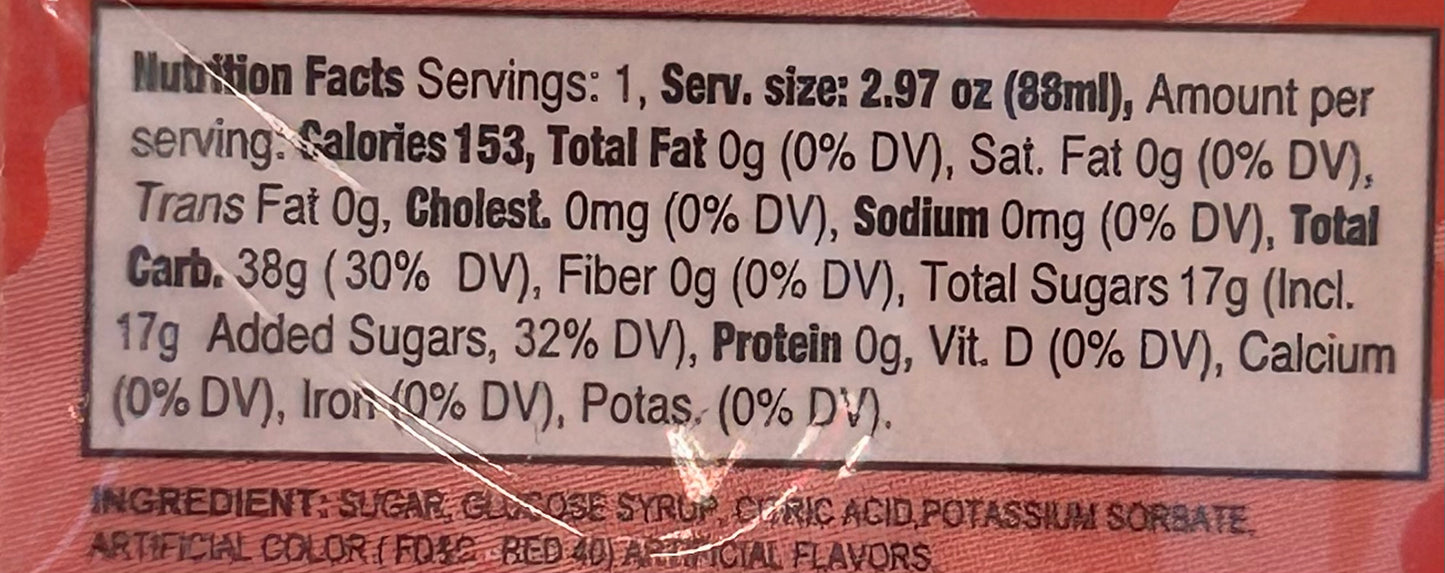 Nutrition Facts Servings: 1, Serv. size: 2.97 oz (88ml), Amount per
serving: Calories 153, Total Fat 0g (0% DV), Sat. Fat 0g (0% DV),
Trans Fat 0g, Cholest. 0mg (0% DV), Sodium 0mg (0% DV), Total
Carb. 38g ( 30% DV), Fiber 0g (0% DV), Total Sugars 17g (Incl.
17g Added Sugars, 32% DV), Protein 0g, Vit. D (0% DV), Calcium
(0% DV), Iron (0% DV), Potas. (0% DV).
INGREDIENT: SUGAR, GLUCOSE SYRUP, CITRIC ACID,POTASSIUM SORBATE,
ARTIFICIAL COLOR ( FD&C RED 40) ARTIFICIAL FLAVORS